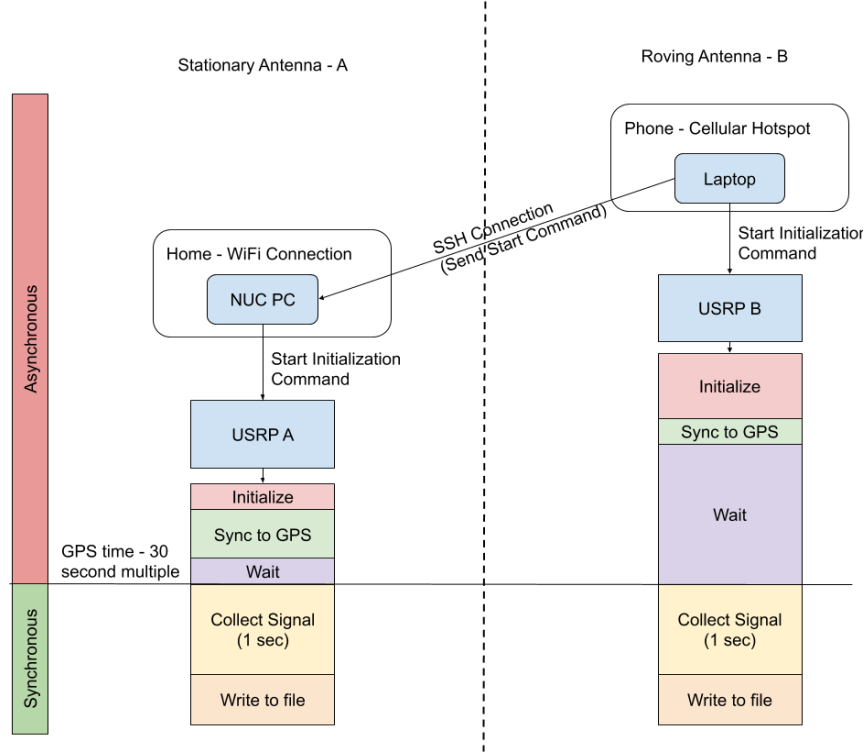 Stationary Antenna - A
Roving Antenna - B
Phone - Cellular Hotspot
Laptop
SSH Connection
(Send Start Command)
Start Initialization
Command
Home - WiFi Connection
NUC PC
USRP B
Start Initialization
Command
Initialize
USRP A
Sync to GPS
Initialize
Sync to GPS
Wait
Wait
Asynchronous
GPS time - 30
second multiple
Synchronous
Collect Signal
(1 sec)
Collect Signal
(1 sec)
Write to file
Write to file